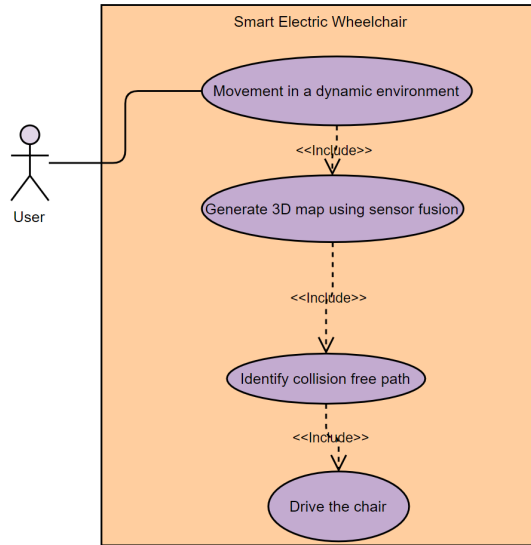 Smart Electric Wheelchair
Movement in a dynamic environment
<<Include>>
Generate 3D map using sensor fusion
User
<<Include>>
Identify collision free path
<<Include>>
Drive the chair